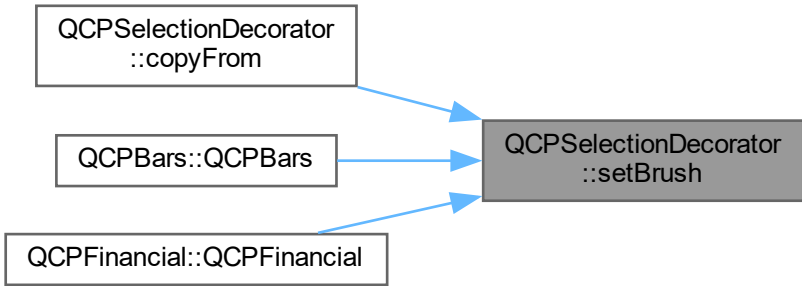 QCPSelectionDecorator
::copyFrom
QCPBars::QCPBars
QCPFinancial::QCPFinancial
QCPSelectionDecorator
::setBrush